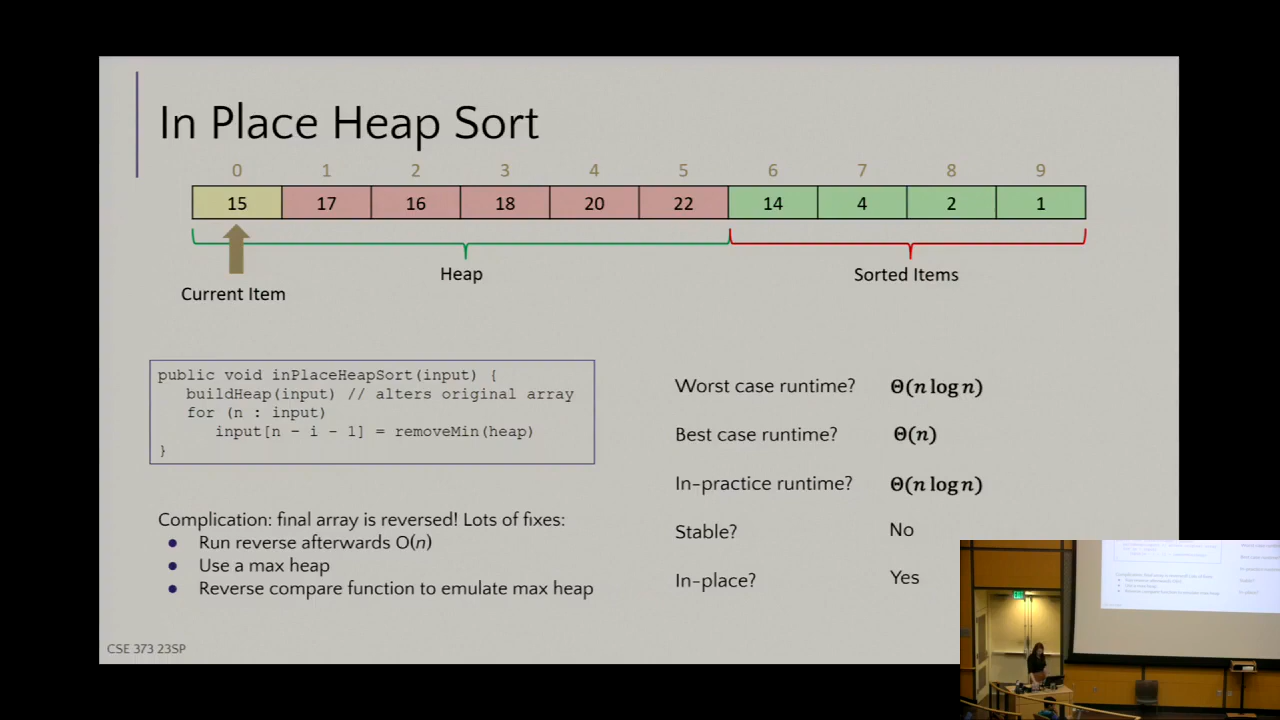 In Place Heap Sort
0 1 2 3 4 5 6 7 8 9
15 17 16 18 20 22 14 4 2 1
Heap
Sorted Items
Current Item
public void inPlaceHeapSort(input) {
buildHeap(input) // alters original array
for (n : input)
input[n - i - 1] = removeMin(heap)
}
Complication: final array is reversed! Lots of fixes:
● Run reverse afterwards O(n)
● Use a max heap
● Reverse compare function to emulate max heap
Worst case runtime? Θ(n log n)
Best case runtime? Θ(n)
In-practice runtime? Θ(n log n)
Stable? No
In-place? Yes
CSE 373 23SP